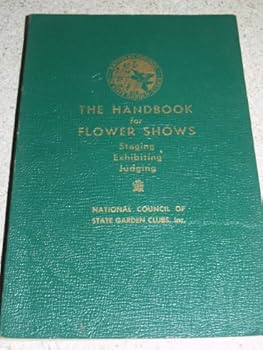 THE HANDBOOK
for
FLOWER SHOWS
Staging
Exhibiting
Judging
NATIONAL COUNCIL OF
STATE GARDEN CLUBS, Inc.